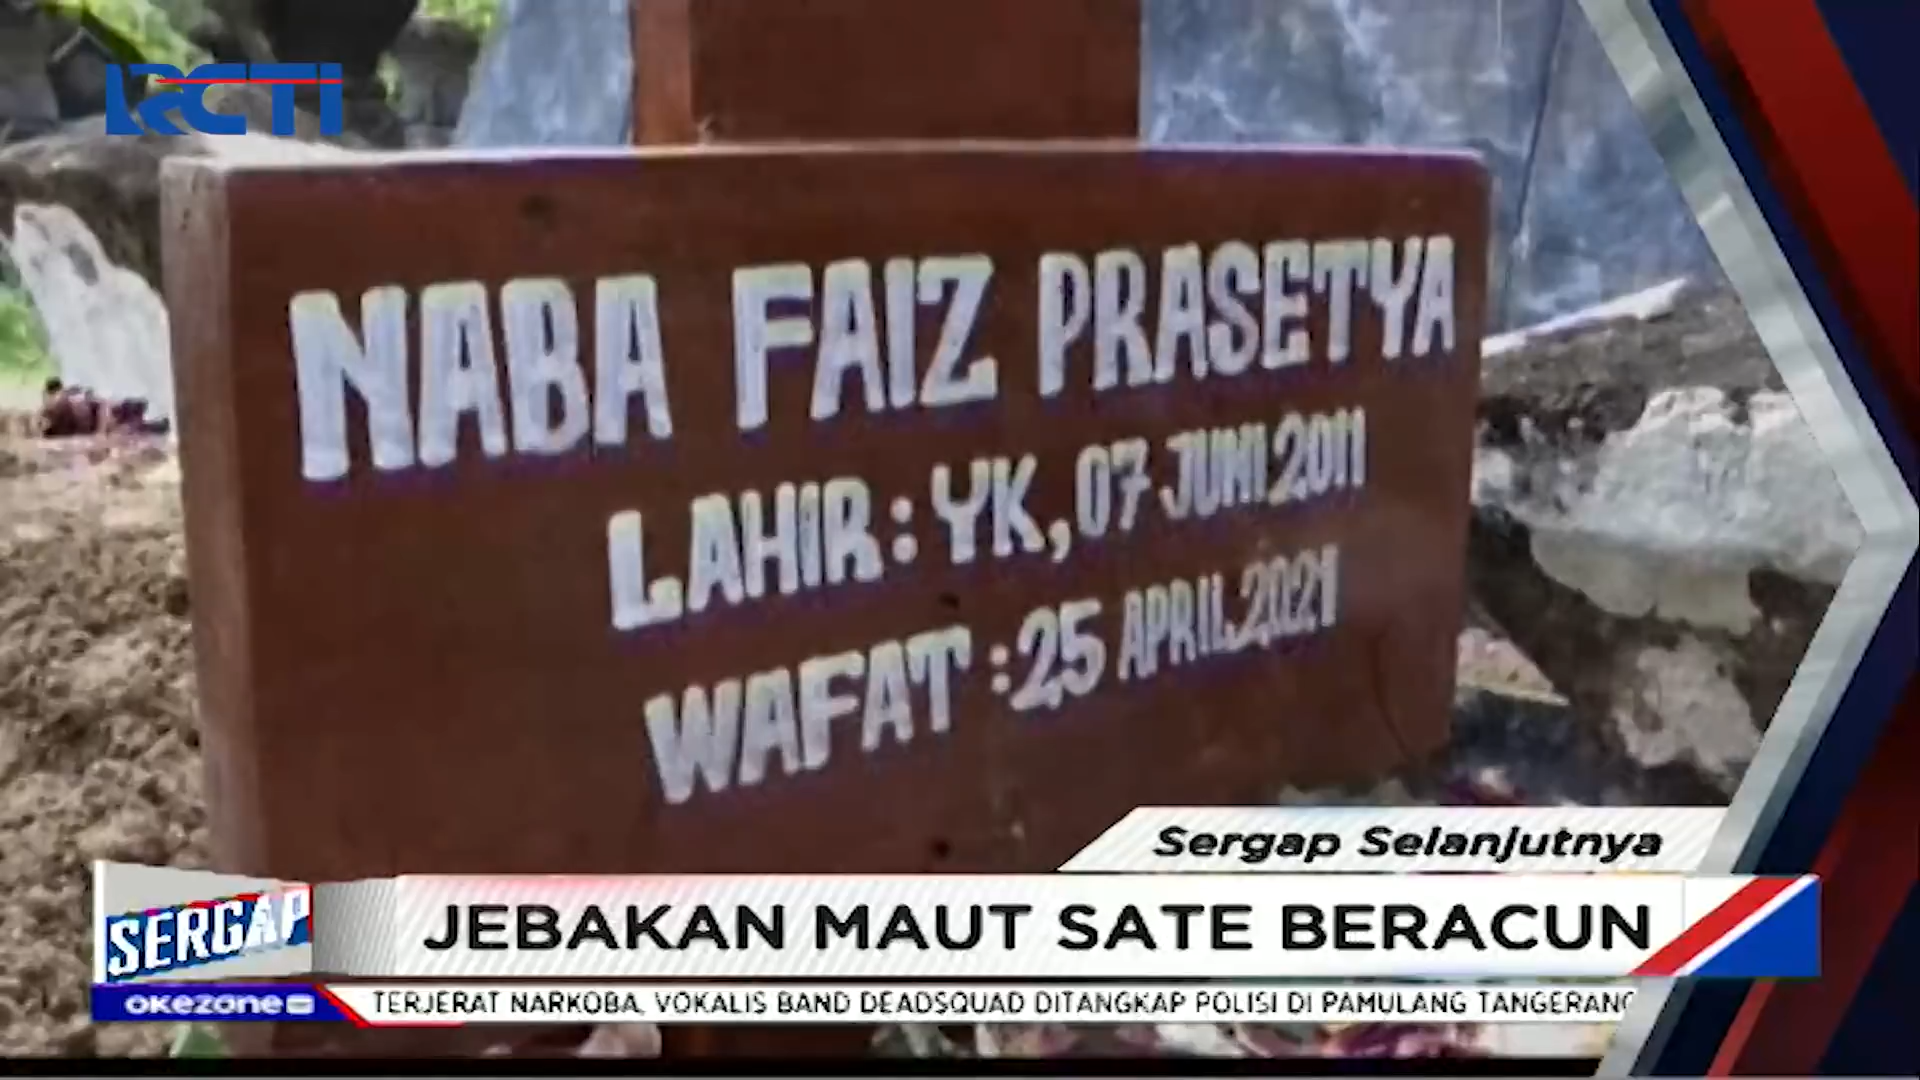 RCTI
NABA FAIZ PRASETYA
LAHIR : YK, 07 JUNI 2011
WAFAT : 25 APRIL 2021
Sergap Selanjutnya
SERGAP
JEBAKAN MAUT SATE BERACUN
okezone
TERJERAT NARKOBA, VOKALIS BAND DEADSQUAD DITANGKAP POLISI DI PAMULANG TANGERANG